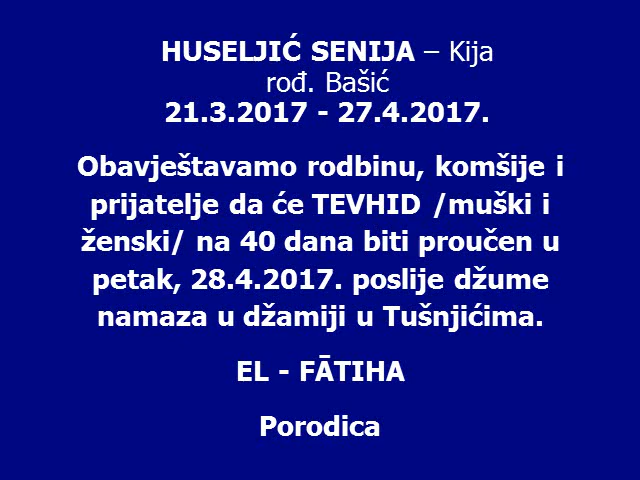 HUSELJIĆ SENIJA – Kija
rođ. Bašić
21.3.2017 - 27.4.2017.
Obavještavamo rodbinu, komšije i
prijatelje da će TEVHID /muški i
ženski/ na 40 dana biti proučen u
petak, 28.4.2017. poslije džume
namaza u džamiji u Tušnjićima.
EL - FĀTIHA
Porodica